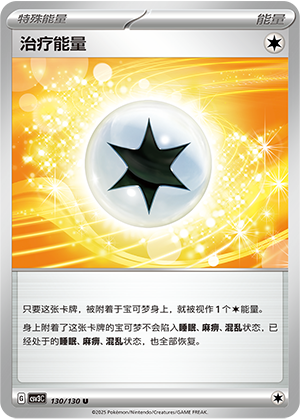 特殊能量 能量
治疗能量
只要这张卡牌，被附着于宝可梦身上，就被视作1个能量。
身上附着了这张卡牌的宝可梦不会陷入睡眠、麻痹、混乱状态，已
经处于的睡眠、麻痹、混乱状态，也全部恢复。
G CSV3C 130/130 U
©2025 Pokémon/Nintendo/Creatures/GAME FREAK.